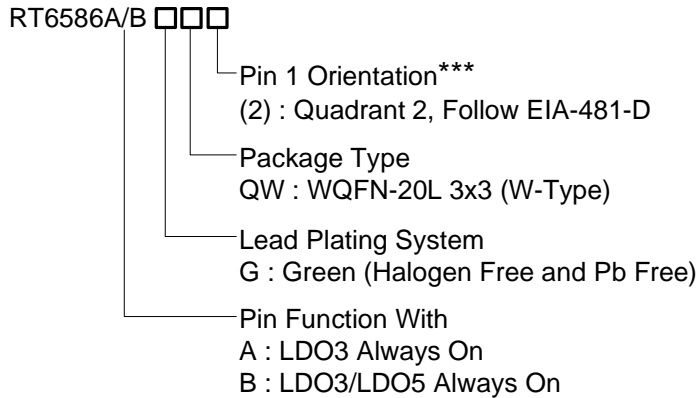 RT6586A/B
Pin 1 Orientation***
(2) : Quadrant 2, Follow EIA-481-D
Package Type
QW : WQFN-20L 3x3 (W-Type)
Lead Plating System
G : Green (Halogen Free and Pb Free)
Pin Function With
A : LDO3 Always On
B : LDO3/LDO5 Always On